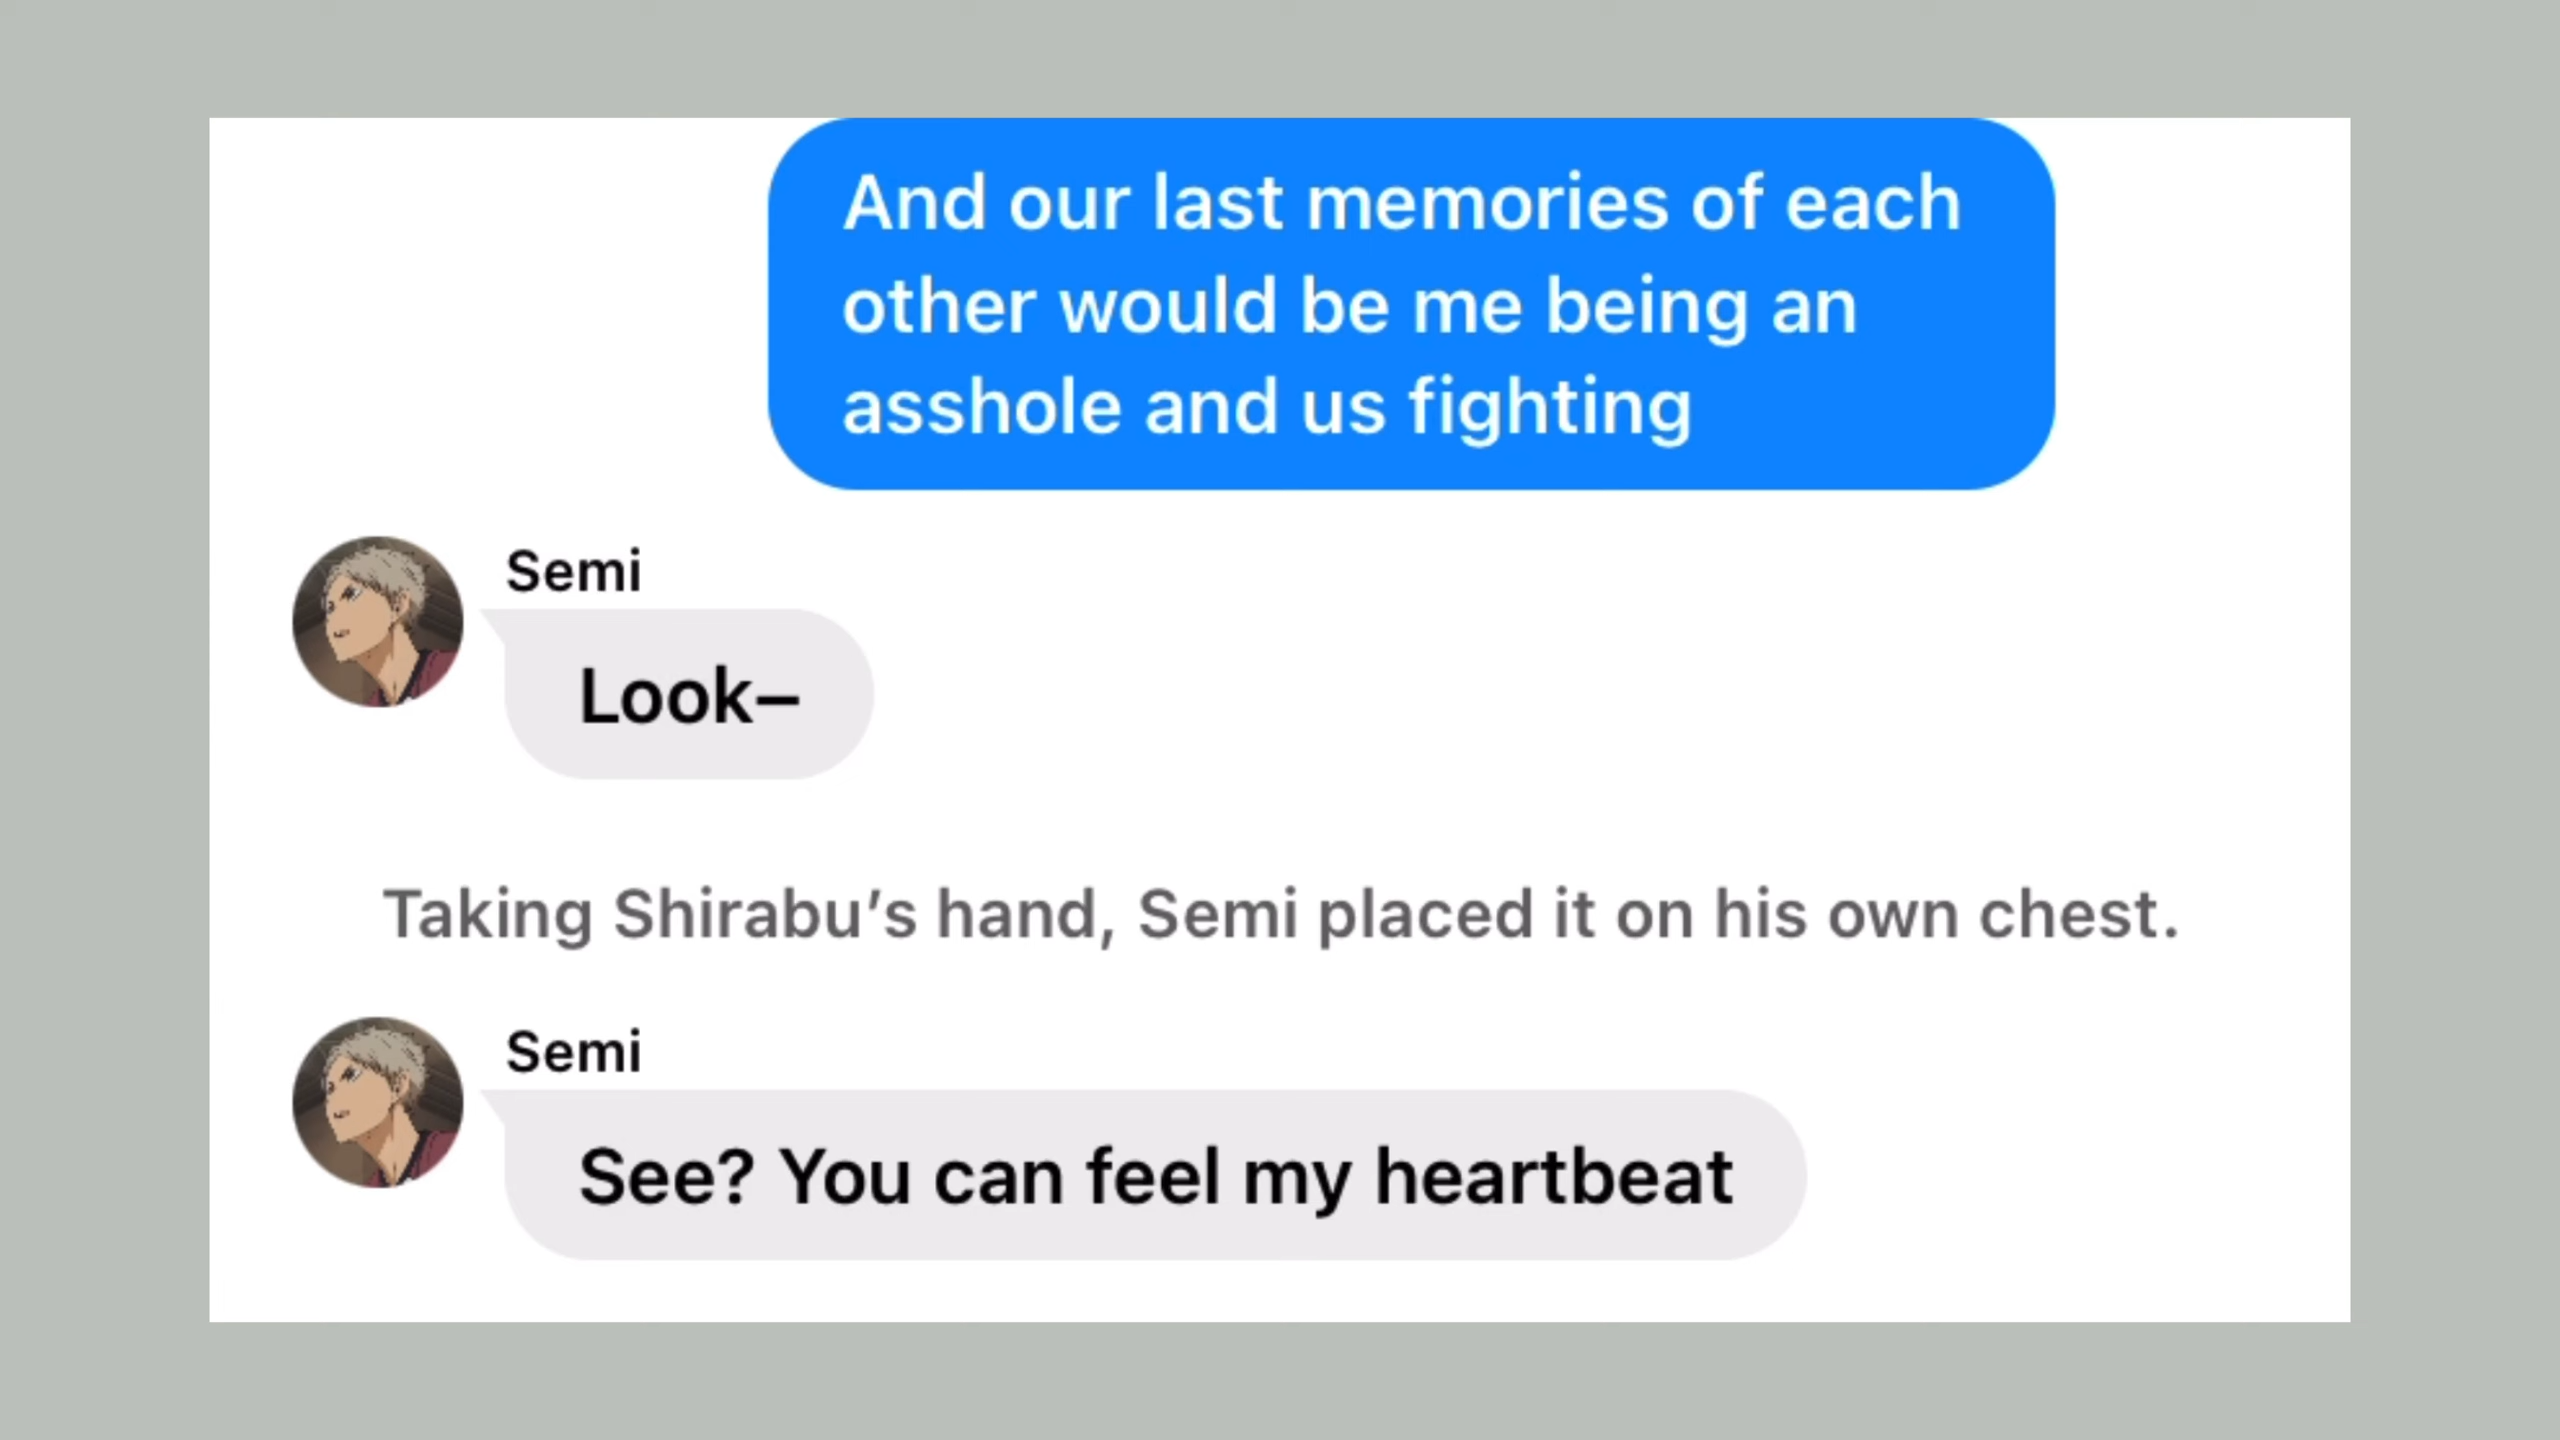 And our last memories of each
other would be me being an
asshole and us fighting
Semi
Look–
Taking Shirabu’s hand, Semi placed it on his own chest.
Semi
See? You can feel my heartbeat